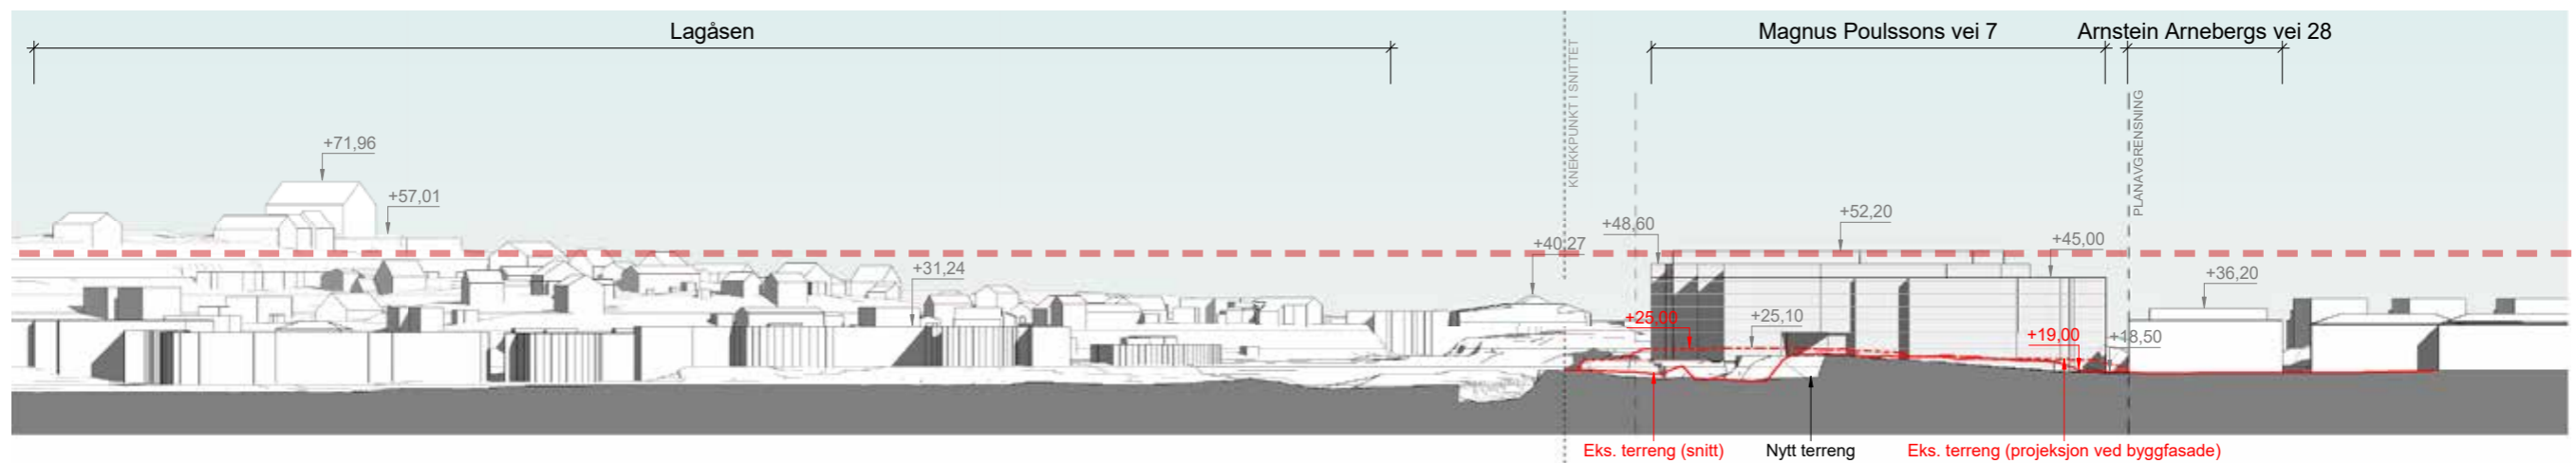 Lagåsen
Magnus Poulssons vei 7
Arnstein Arnebergs vei 28
KNEKKPUNKT I SNITTET
PLANAVGRENSNING
+71,96
+57,01
+31,24
+40,27
+48,60
+52,20
+45,00
+36,20
+25,00
+25,10
+19,00
+18,50
Eks. terreng (snitt)
Nytt terreng
Eks. terreng (projeksjon ved byggfasade)